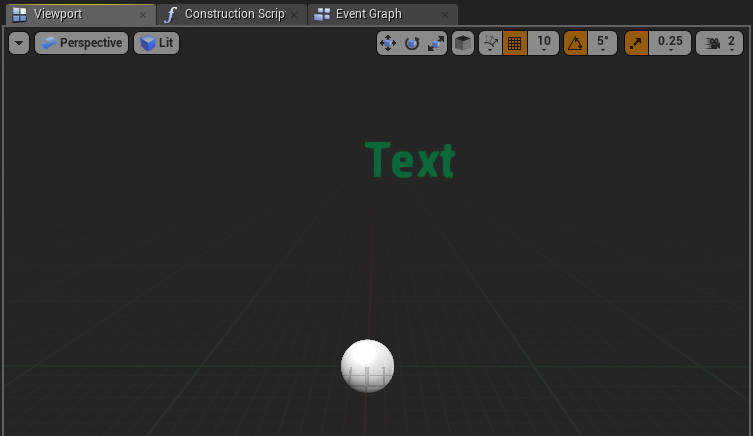 Viewport Construction Scrip Event Graph
Perspective Lit 10 5° 0.25 2
Text